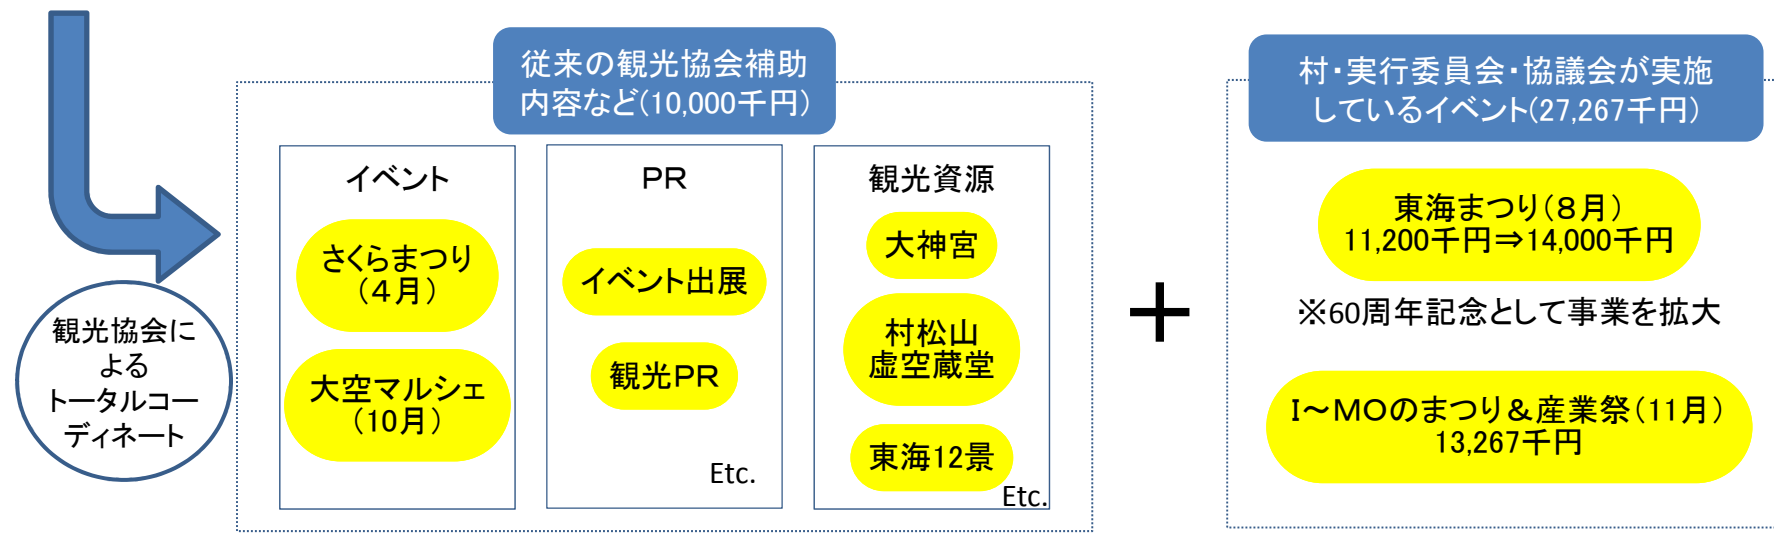 従来の観光協会補助
内容など(10,000千円)
イベント
さくらまつり
(4月)
大空マルシェ
(10月)
PR
イベント出展
観光PR
Etc.
観光資源
大神宮
村松山
虚空蔵堂
東海12景
Etc.
観光協会に
よる
トータルコー
ディネート
+
村・実行委員会・協議会が実施
しているイベント(27,267千円)
東海まつり(8月)
11,200千円⇒14,000千円
※60周年記念として事業を拡大
I～MOのまつり&産業祭(11月)
13,267千円